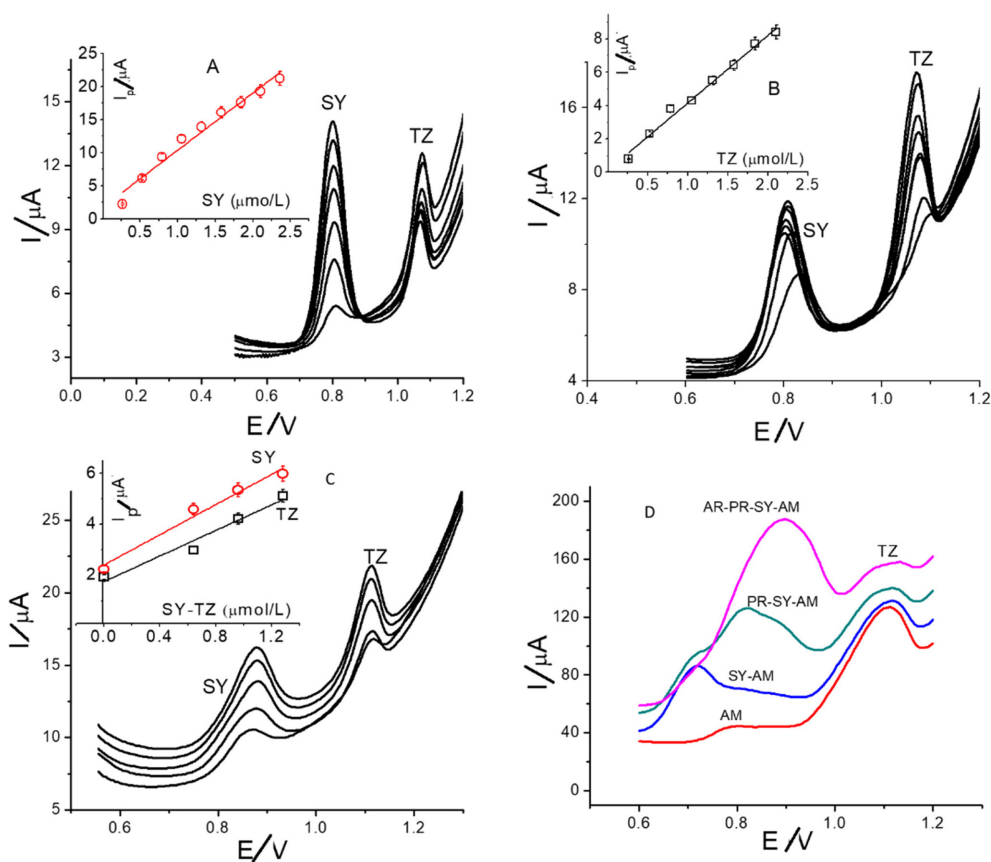 25
20
15
10
5
0
Ip/μA
A
0.5 1.0 1.5 2.0 2.5
SY (μmo/L)
SY
TZ
15
12
9
6
3
I/μA
0.0 0.2 0.4 0.6 0.8 1.0 1.2
E/V
8
6
4
2
0
Ip/μA
B
TZ (μmol/L)
0.0 0.5 1.0 1.5 2.0
TZ
SY
16
12
8
4
I/μA
0.4 0.6 0.8 1.0 1.2
E/V
6
4
2
0
Ip/μA
SY
TZ
C
SY-TZ (μmol/L)
0.0 0.4 0.8 1.2
TZ
SY
25
20
15
10
5
I/μA
0.6 0.8 1.0 1.2
E/V
200
160
120
80
40
0
I/μA
D
AR-PR-SY-AM
TZ
PR-SY-AM
SY-AM
AM
0.6 0.8 1.0 1.2
E/V